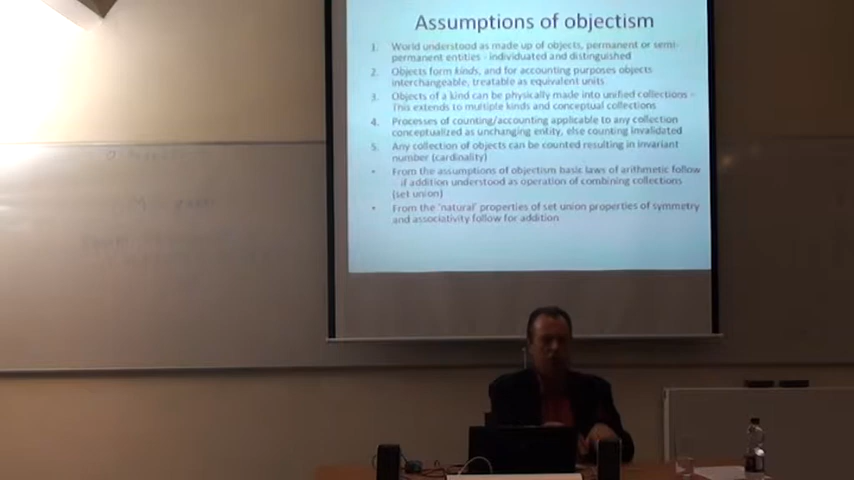 Assumptions of objectism
1. World understood as made up of objects, permanent or semi-
permanent entities - individuated and distinguished
2. Objects form kinds, and for accounting purposes objects
interchangeable, treatable as equivalent units
3. Objects of a kind can be physically made into unified collections -
This extends to multiple kinds and conceptual collections
4. Processes of counting/accounting applicable to any collection
conceptualized as unchanging entity, else counting invalidated
5. Any collection of objects can be counted resulting in invariant
number (cardinality)
• From the assumptions of objectism basic laws of arithmetic follow
if addition understood as operation of combining collections
(set union)
• From the 'natural' properties of set union properties of symmetry
and associativity follow for addition